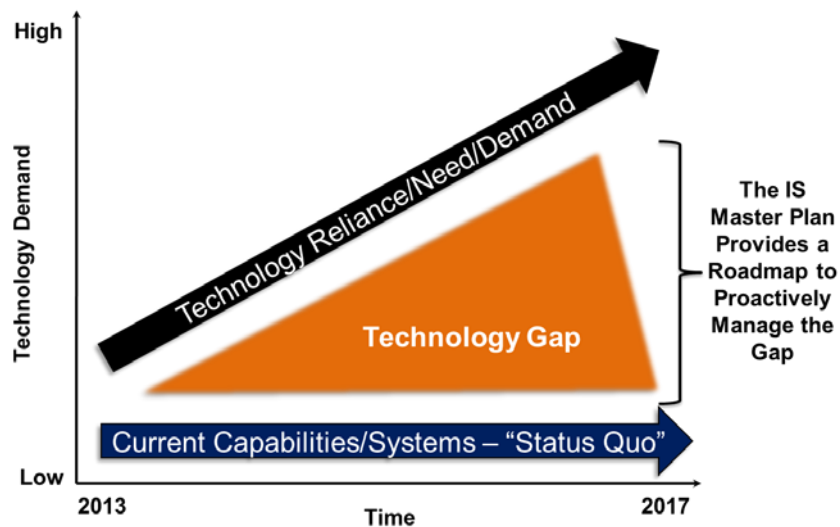 High
Technology Demand
Low
Technology Reliance/Need/Demand
Technology Gap
Current Capabilities/Systems – “Status Quo”
The IS
Master Plan
Provides a
Roadmap to
Proactively
Manage the
Gap
2013
Time
2017